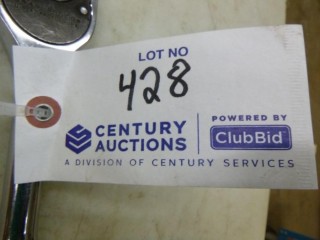 LOT NO
428
CENTURY AUCTIONS
POWERED BY
ClubBid
A DIVISION OF CENTURY SERVICES